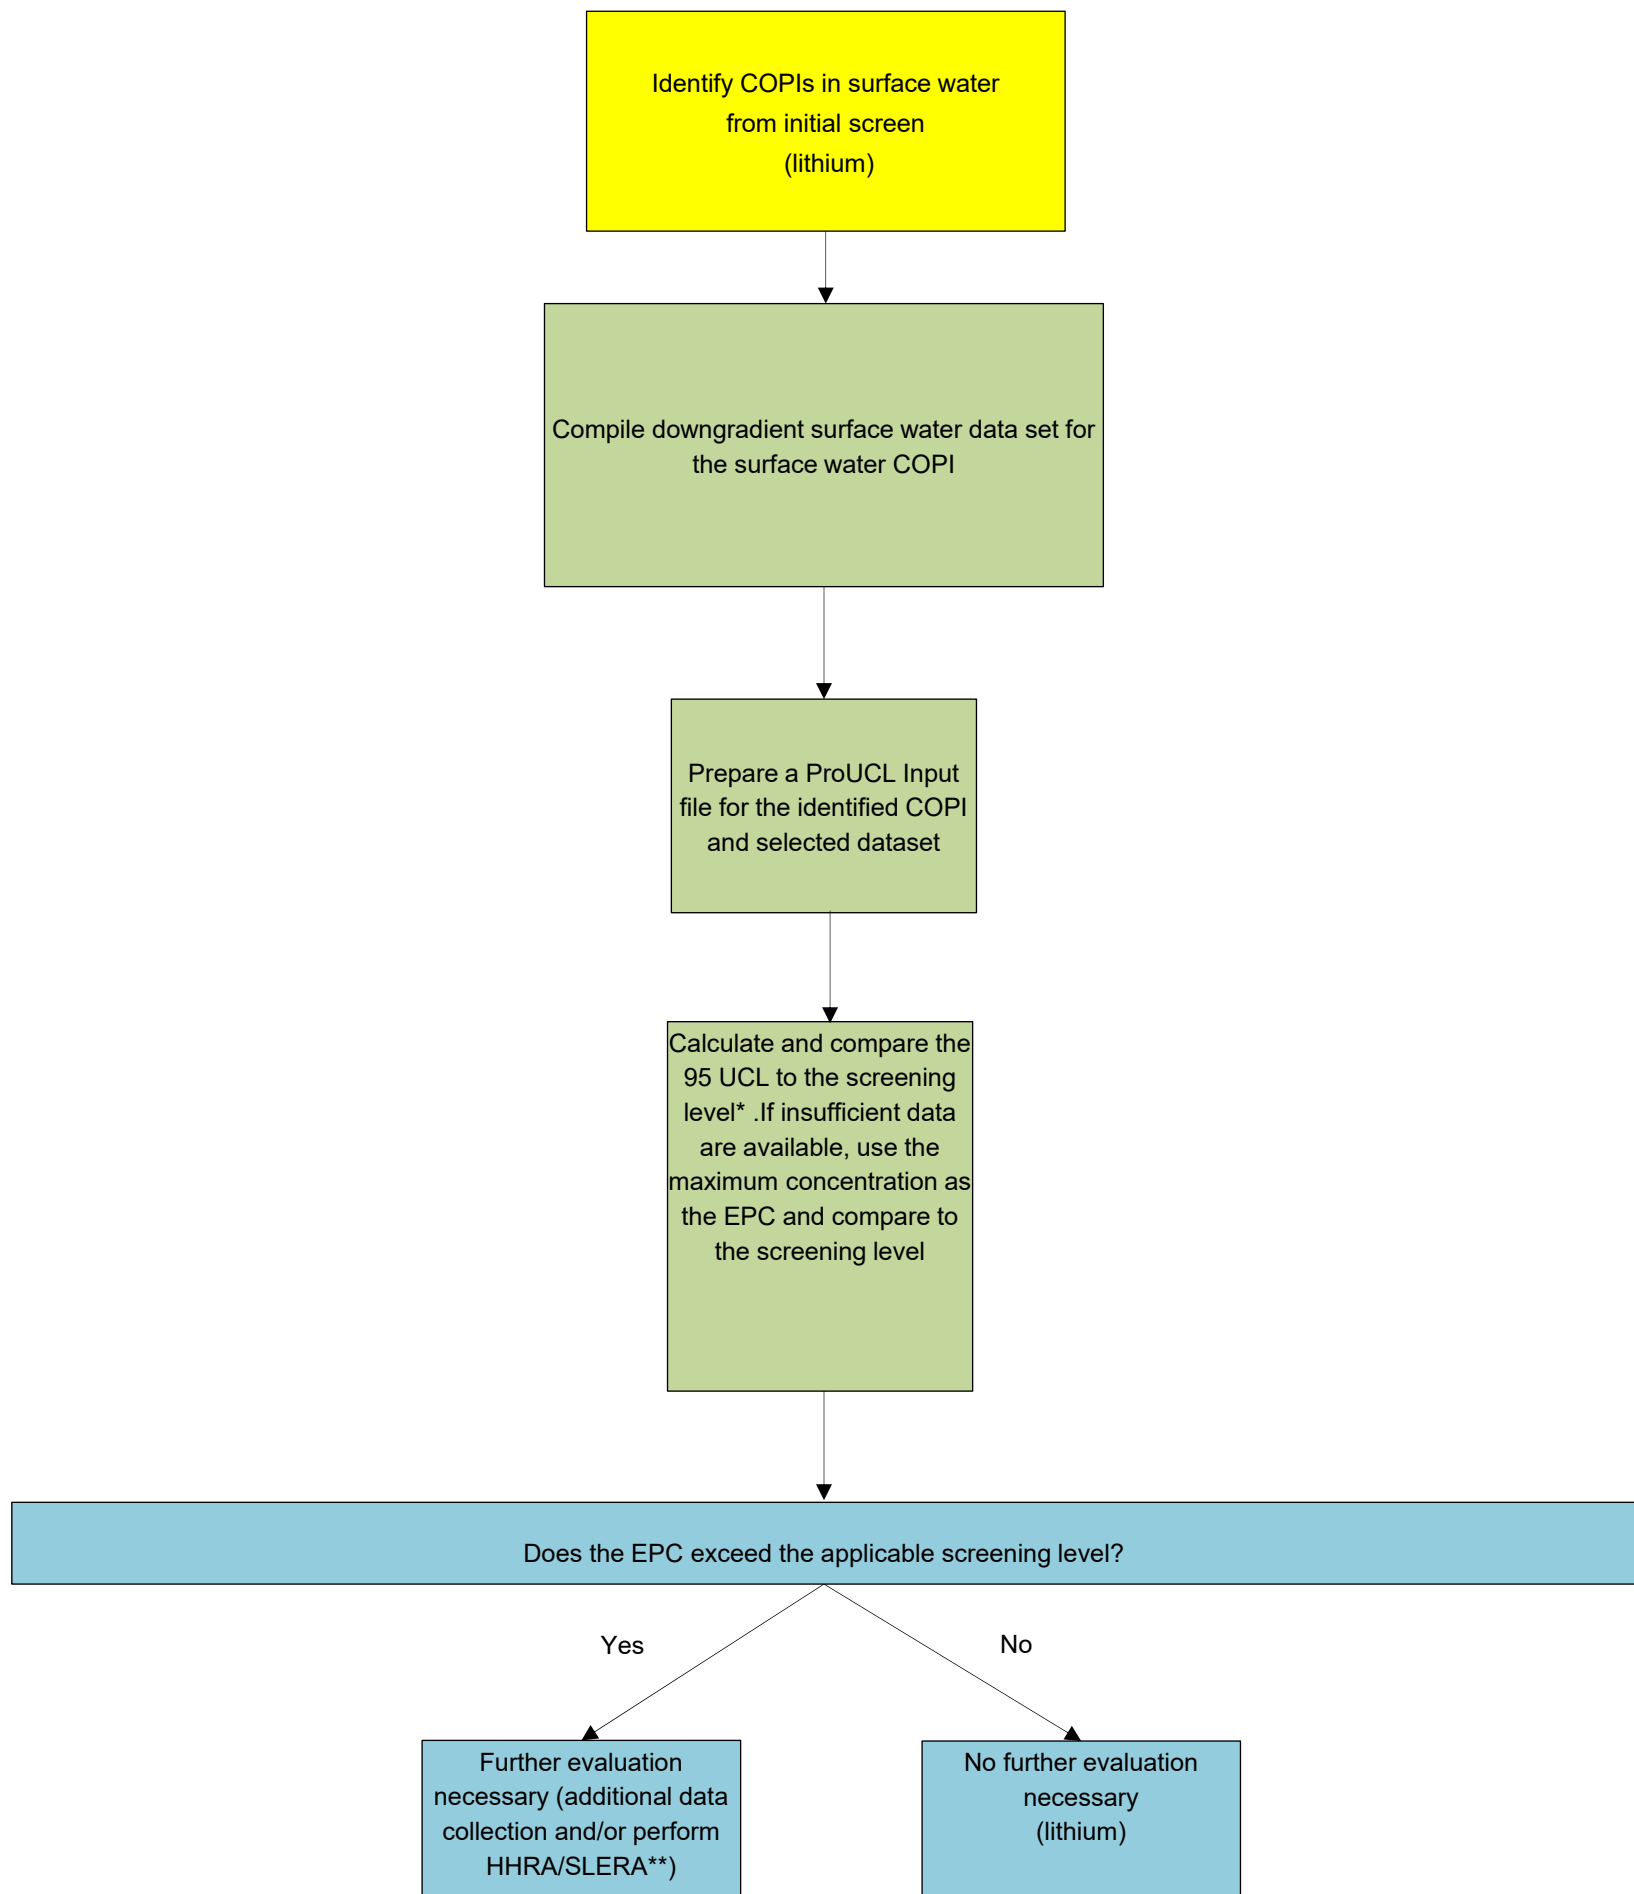 Identify COPIs in surface water
from initial screen
(lithium)
Compile downgradient surface water data set for
the surface water COPI
Prepare a ProUCL Input
file for the identified COPI
and selected dataset
Calculate and compare the
95 UCL to the screening
level* .If insufficient data
are available, use the
maximum concentration as
the EPC and compare to
the screening level
Does the EPC exceed the applicable screening level?
Yes
No
Further evaluation
necessary (additional data
collection and/or perform
HHRA/SLERA**)
No further evaluation
necessary
(lithium)